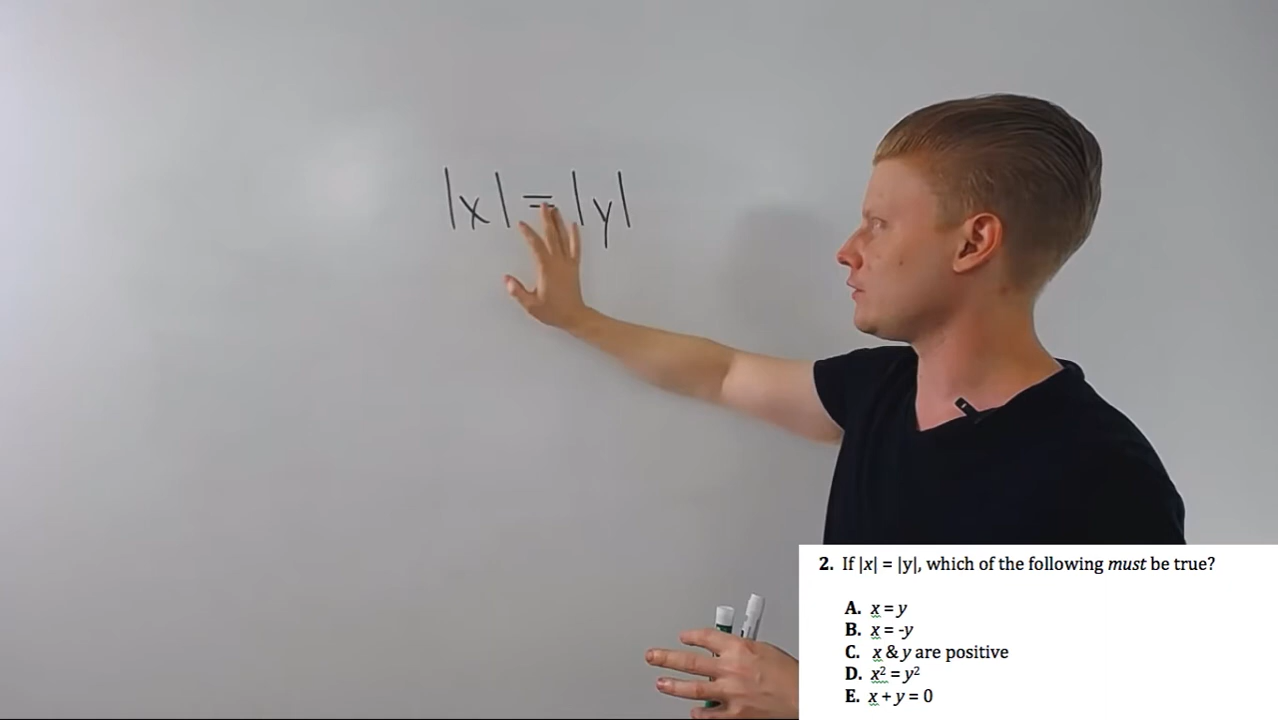 |x| = |y|
2. If |x| = |y|, which of the following must be true?
A. x = y
B. x = -y
C. x & y are positive
D. x² = y²
E. x + y = 0